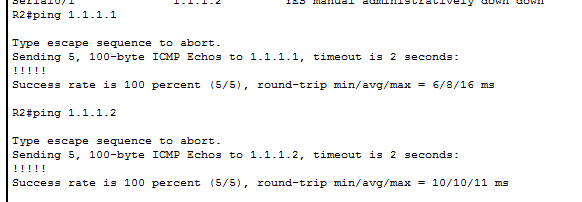 Serial0/1 1.1.1.2 YES manual administratively down down
R2#ping 1.1.1.1
Type escape sequence to abort.
Sending 5, 100-byte ICMP Echos to 1.1.1.1, timeout is 2 seconds:
!!!!!
Success rate is 100 percent (5/5), round-trip min/avg/max = 6/8/16 ms
R2#ping 1.1.1.2
Type escape sequence to abort.
Sending 5, 100-byte ICMP Echos to 1.1.1.2, timeout is 2 seconds:
!!!!!
Success rate is 100 percent (5/5), round-trip min/avg/max = 10/10/11 ms